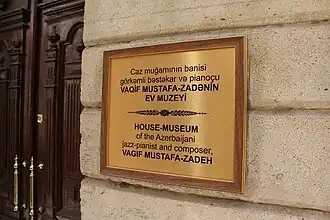 Caz muğamının banisi
görkəmli bəstəkar və pianoçu
VAQİF MUSTAFA-ZADƏNİN
EV MUZEYİ
HOUSE-MUSEUM
of the Azerbaijani
jazz-pianist and composer,
VAGIF MUSTAFA-ZADEH